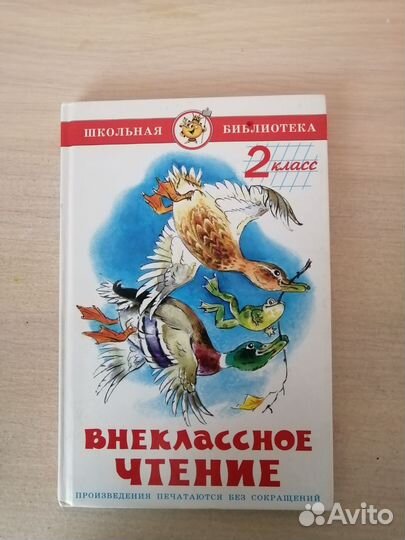 ШКОЛЬНАЯ БИБЛИОТЕКА
2 класс
ВНЕКЛАССНОЕ
ЧТЕНИЕ
ПРОИЗВЕДЕНИЯ ПЕЧАТАЮТСЯ БЕЗ СОКРАЩЕНИЙ
Avito